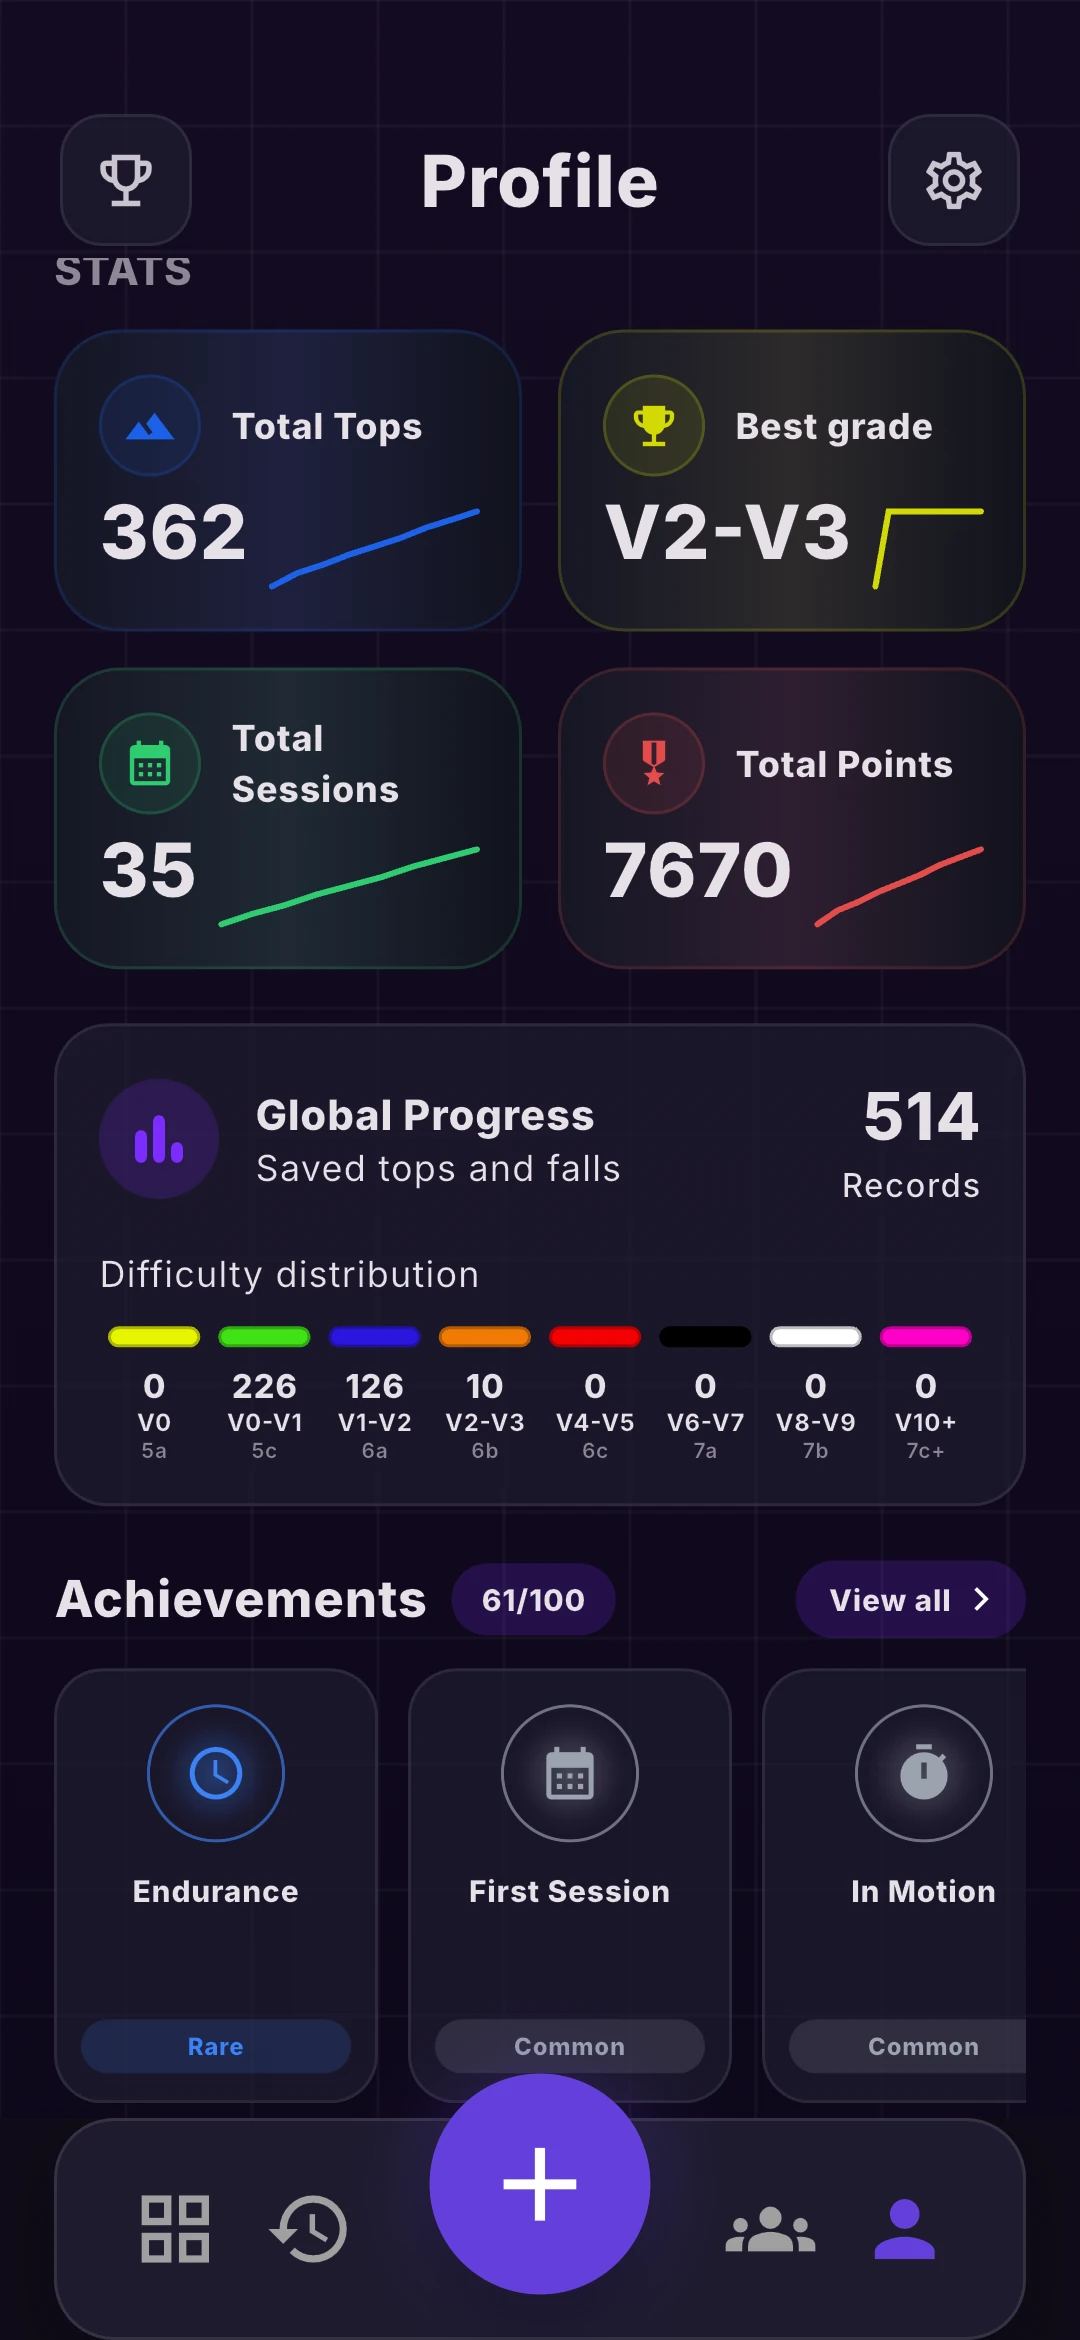 Profile
STATS
Total Tops
362
Best grade
V2-V3
Total
Sessions
35
Total Points
7670
Global Progress
Saved tops and falls
514
Records
Difficulty distribution
0 226 126 10 0 0 0 0
V0 V0-V1 V1-V2 V2-V3 V4-V5 V6-V7 V8-V9 V10+
5a 5c 6a 6b 6c 7a 7b 7c+
Achievements 61/100 View all
Endurance
Rare
First Session
Common
In Motion
Common